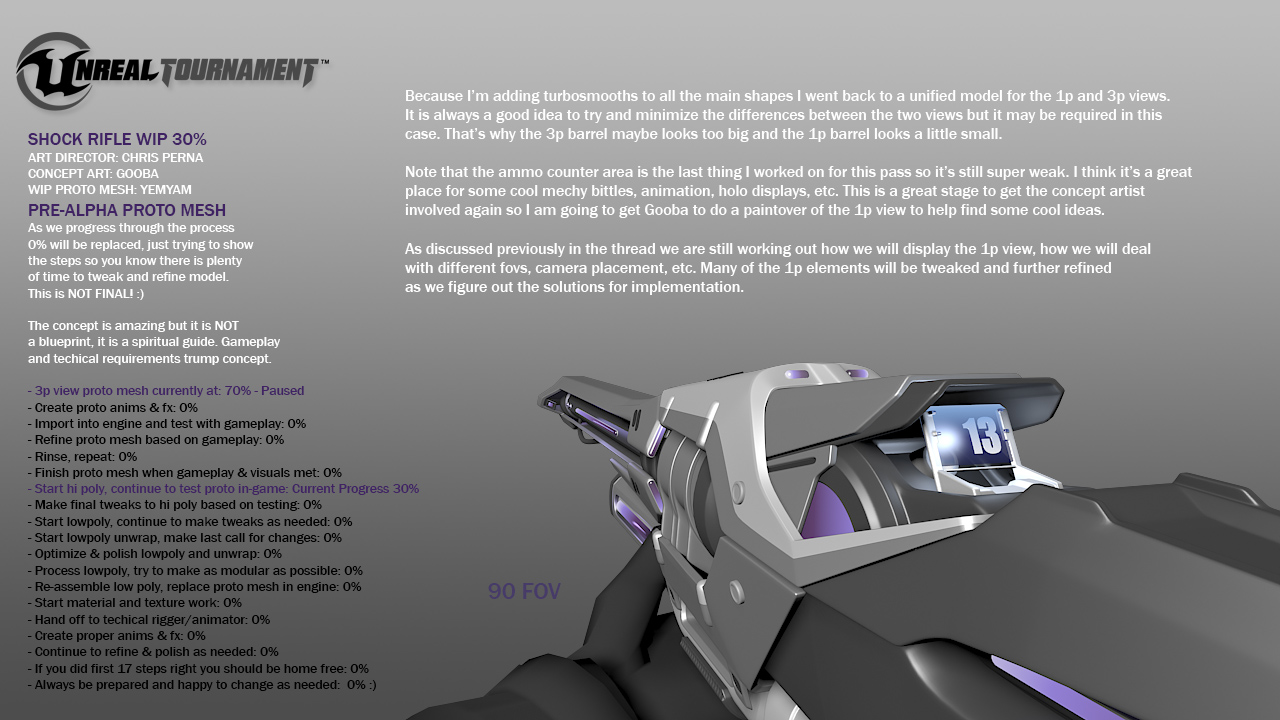 UNREAL TOURNAMENT™
SHOCK RIFLE WIP 30%
ART DIRECTOR: CHRIS PERNA
CONCEPT ART: GOOBA
WIP PROTO MESH: YEMYAM
PRE-ALPHA PROTO MESH
As we progress through the process
0% will be replaced, just trying to show
the steps so you know there is plenty
of time to tweak and refine model.
This is NOT FINAL! :)
The concept is amazing but it is NOT
a blueprint, it is a spiritual guide. Gameplay
and techical requirements trump concept.
- 3p view proto mesh currently at: 70% - Paused
- Create proto anims & fx: 0%
- Import into engine and test with gameplay: 0%
- Refine proto mesh based on gameplay: 0%
- Rinse, repeat: 0%
- Finish proto mesh when gameplay & visuals met: 0%
- Start hi poly, continue to test proto in-game: Current Progress 30%
- Make final tweaks to hi poly based on testing: 0%
- Start lowpoly, continue to make tweaks as needed: 0%
- Start lowpoly unwrap, make last call for changes: 0%
- Optimize & polish lowpoly and unwrap: 0%
- Process lowpoly, try to make as modular as possible: 0%
- Re-assemble low poly, replace proto mesh in engine: 0%
- Start material and texture work: 0%
- Hand off to techical rigger/animator: 0%
- Create proper anims & fx: 0%
- Continue to refine & polish as needed: 0%
- If you did first 17 steps right you should be home free: 0%
- Always be prepared and happy to change as needed:  0% :)
Because I'm adding turbosmooths to all the main shapes I went back to a unified model for the 1p and 3p views.
It is always a good idea to try and minimize the differences between the two views but it may be required in this
case. That's why the 3p barrel maybe looks too big and the 1p barrel looks a little small.
Note that the ammo counter area is the last thing I worked on for this pass so it's still super weak. I think it's a great
place for some cool mechy bittles, animation, holo displays, etc. This is a great stage to get the concept artist
involved again so I am going to get Gooba to do a paintover of the 1p view to help find some cool ideas.
As discussed previously in the thread we are still working out how we will display the 1p view, how we will deal
with different fovs, camera placement, etc. Many of the 1p elements will be tweaked and further refined
as we figure out the solutions for implementation.
13
90 FOV